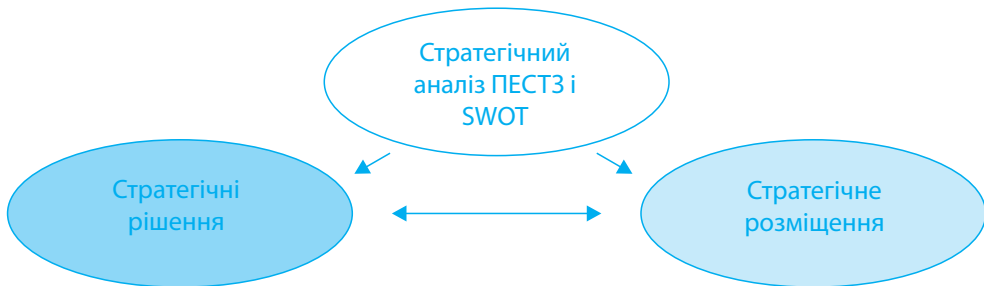 Стратегічний
аналіз ПЕСТЗ і
SWOT
Стратегічні
рішення
Стратегічне
розміщення